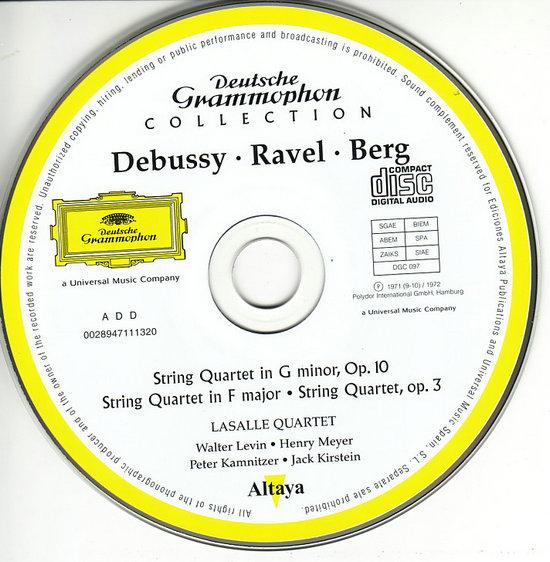 All rights of the phonographic producer and of the owner of the recorded work are reserved. Unauthorized copying, hiring, lending or public performance and broadcasting is prohibited. Sound complement reserved for Ediciones Altaya Publications and Universal Music Spain, S.L. Separate sale prohibited.
Deutsche
Grammophon
COLLECTION
Debussy · Ravel · Berg
COMPACT
disc
DIGITAL AUDIO
Deutsche
Grammophon
a Universal Music Company
SGAE BIEM
ABEM SPA
ZAIKS SIAE
DGC 097
Ⓟ 1971 (9-10) / 1972
Polydor International GmbH, Hamburg
a Universal Music Company
ADD
0028947111320
String Quartet in G minor, Op. 10
String Quartet in F major • String Quartet, op. 3
LASALLE QUARTET
Walter Levin • Henry Meyer
Peter Kamnitzer • Jack Kirstein
Altaya